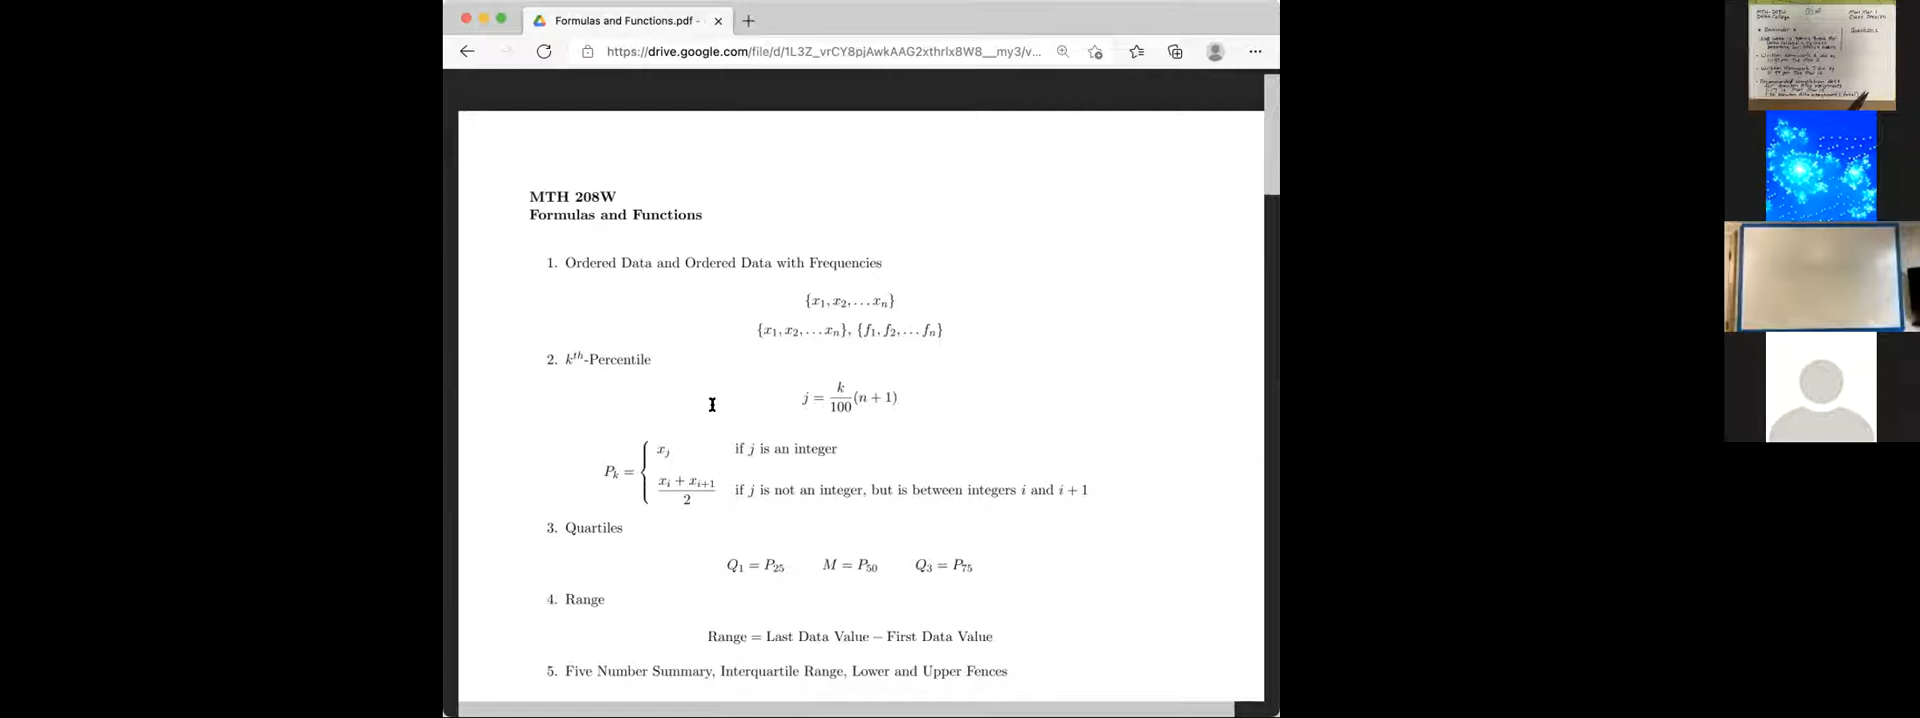 Formulas and Functions.pdf -
https://drive.google.com/file/d/1L3Z_vrCY8pjAwkAAG2xthrlx8W8__my3/v...
MTH 208W
Formulas and Functions
1. Ordered Data and Ordered Data with Frequencies
{x₁, x₂, . . . xₙ}
{x₁, x₂, . . . xₙ}, {f₁, f₂, . . . fₙ}
2. kᵗʰ-Percentile
j = k/100 (n + 1)
Pₖ = { xⱼ if j is an integer
(xᵢ + xᵢ₊₁)/2 if j is not an integer, but is between integers i and i + 1
3. Quartiles
Q₁ = P₂₅ M = P₅₀ Q₃ = P₇₅
4. Range
Range = Last Data Value − First Data Value
5. Five Number Summary, Interquartile Range, Lower and Upper Fences